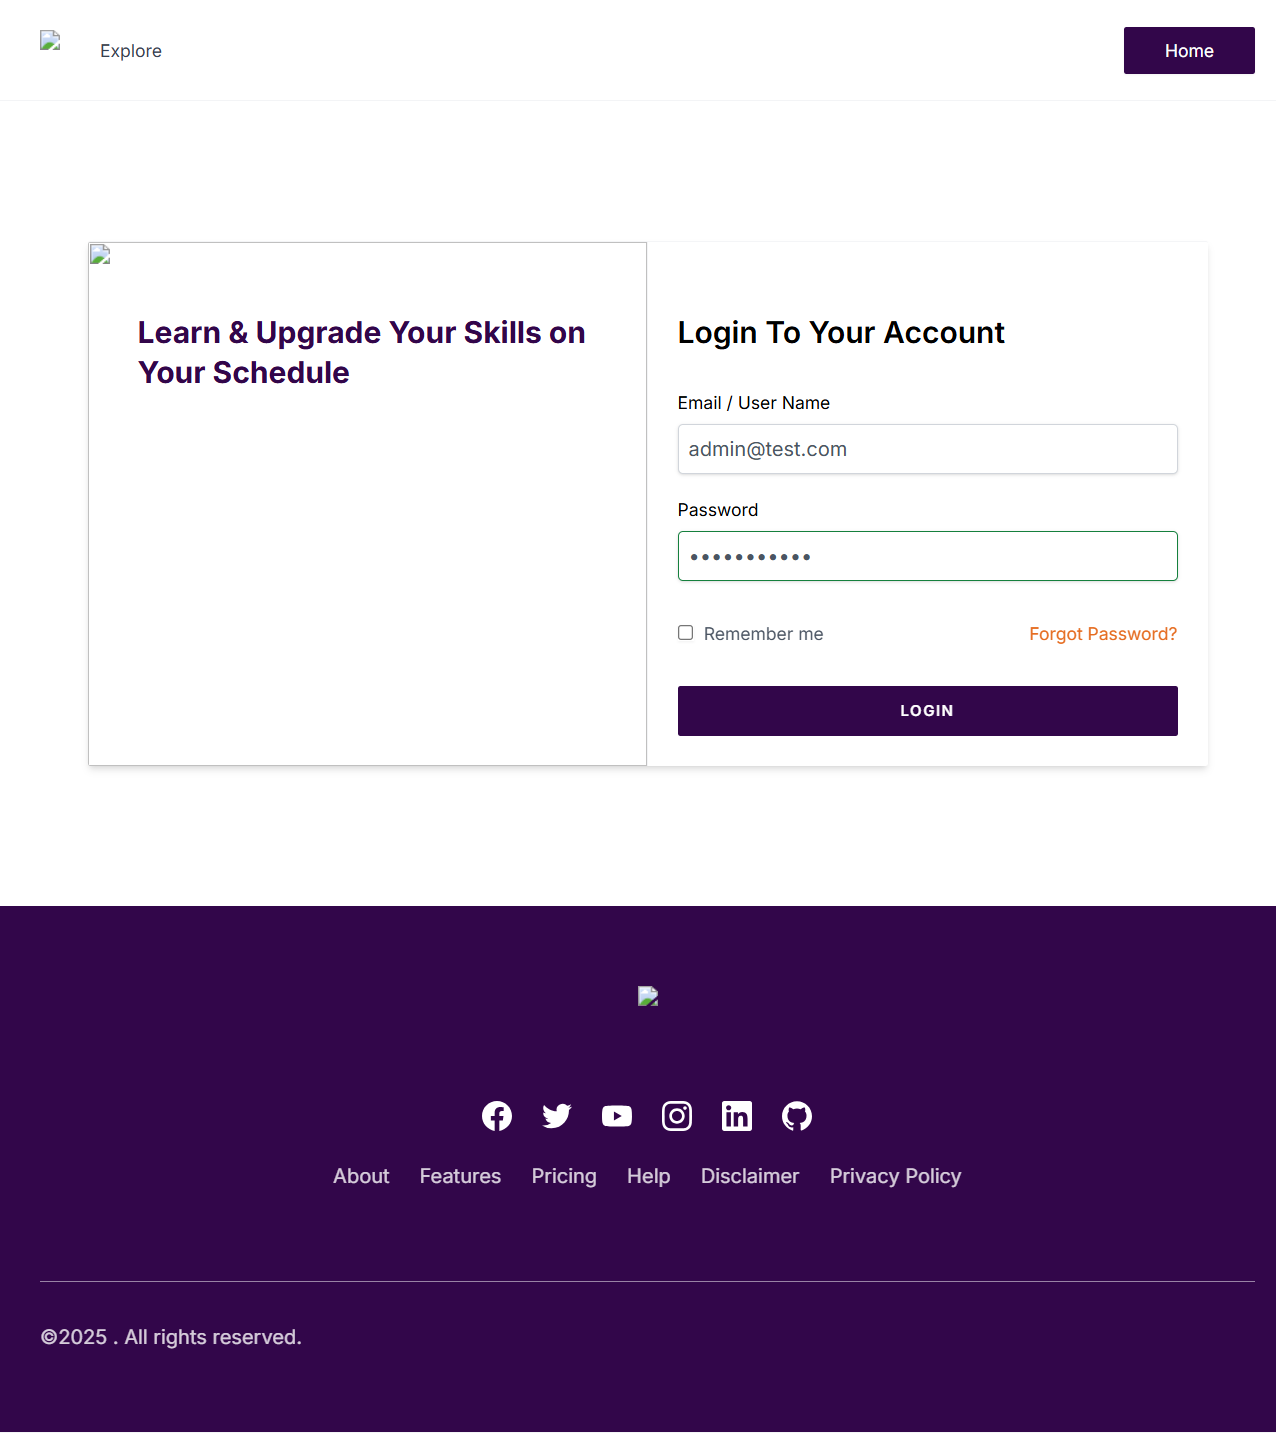 Explore
Home
Learn & Upgrade Your Skills on
Your Schedule
Login To Your Account
Email / User Name
admin@test.com
Password
•••••••••••
Remember me
Forgot Password?
LOGIN
About Features Pricing Help Disclaimer Privacy Policy
©2025 . All rights reserved.